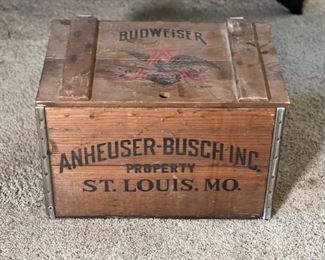 BUDWEISER
ANHEUSER-BUSCH INC.
PROPERTY
ST. LOUIS, MO.